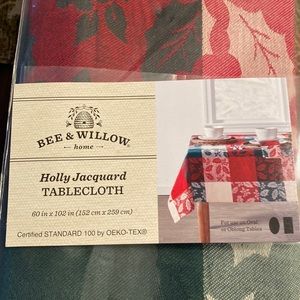 BEE & WILLOW
home
Holly Jacquard
TABLECLOTH
60 in x 102 in (152 cm x 259 cm)
Certified STANDARD 100 by OEKO-TEX®
For use on Oval
or Oblong Tables